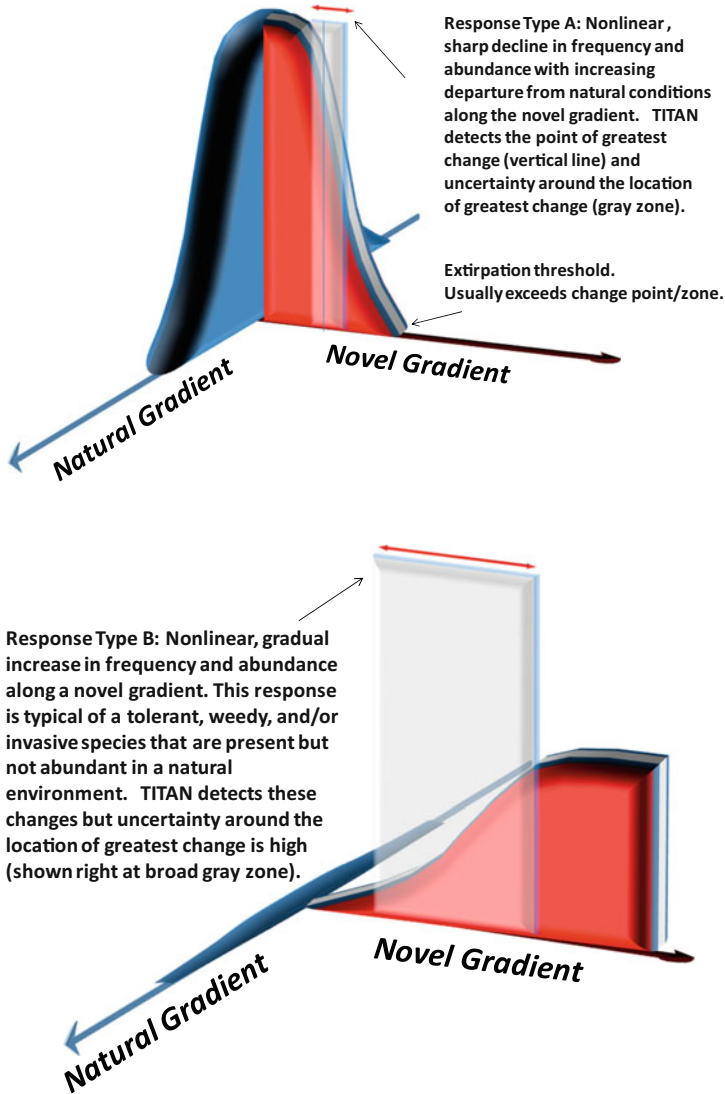 Response Type A: Nonlinear,
sharp decline in frequency and
abundance with increasing
departure from natural conditions
along the novel gradient. TITAN
detects the point of greatest
change (vertical line) and
uncertainty around the location
of greatest change (gray zone).
Extirpation threshold.
Usually exceeds change point/zone.
Novel Gradient
Natural Gradient
Response Type B: Nonlinear, gradual
increase in frequency and abundance
along a novel gradient. This response
is typical of a tolerant, weedy, and/or
invasive species that are present but
not abundant in a natural
environment. TITAN detects these
changes but uncertainty around the
location of greatest change is high
(shown right at broad gray zone).
Novel Gradient
Natural Gradient